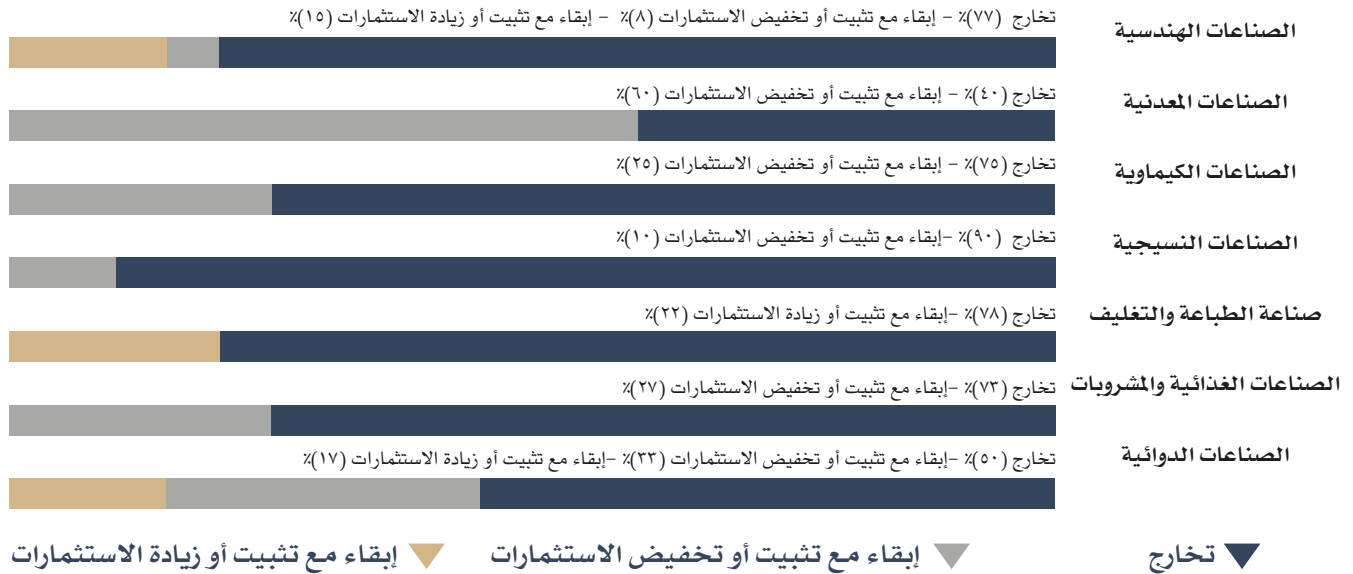 الصناعات الهندسية
تخارج (٧٧)٪ - إبقاء مع تثبيت أو تخفيض الاستثمارات (٨)٪ - إبقاء مع تثبيت أو زيادة الاستثمارات (١٥)٪
الصناعات المعدنية
تخارج (٤٠)٪ - إبقاء مع تثبيت أو تخفيض الاستثمارات (٦٠)٪
الصناعات الكيماوية
تخارج (٧٥)٪ - إبقاء مع تثبيت أو تخفيض الاستثمارات (٢٥)٪
الصناعات النسيجية
تخارج (٩٠)٪ -إبقاء مع تثبيت أو تخفيض الاستثمارات (١٠)٪
صناعة الطباعة والتغليف
تخارج (٧٨)٪ -إبقاء مع تثبيت أو زيادة الاستثمارات (٢٢)٪
الصناعات الغذائية والمشروبات
تخارج (٧٣)٪ -إبقاء مع تثبيت أو تخفيض الاستثمارات (٢٧)٪
الصناعات الدوائية
تخارج (٥٠)٪ -إبقاء مع تثبيت أو تخفيض الاستثمارات (٣٣)٪ -إبقاء مع تثبيت أو زيادة الاستثمارات (١٧)٪
تخارج
إبقاء مع تثبيت أو تخفيض الاستثمارات
إبقاء مع تثبيت أو زيادة الاستثمارات